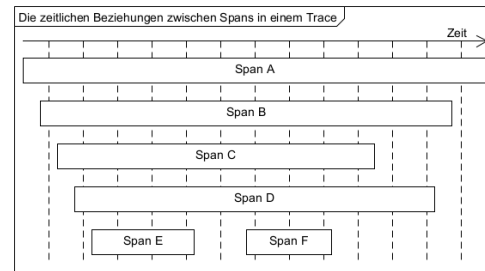 Die zeitlichen Beziehungen zwischen Spans in einem Trace
Zeit
Span A
Span B
Span C
Span D
Span E Span F